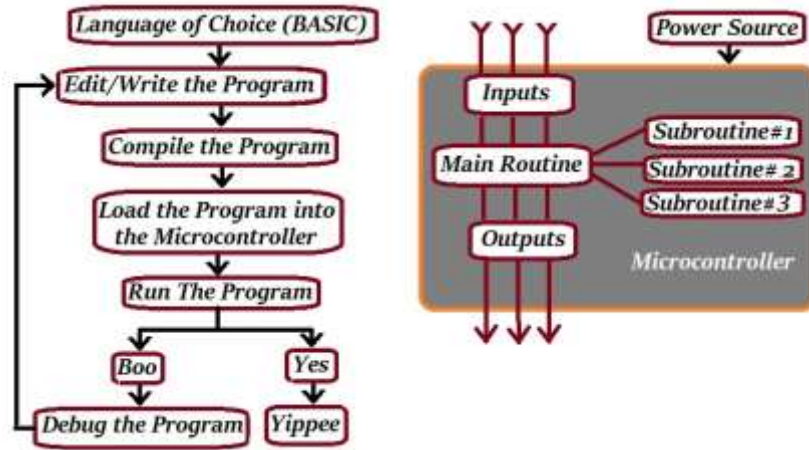 Language of Choice (BASIC)
Edit/Write the Program
Compile the Program
Load the Program into
the Microcontroller
Run The Program
Boo
Yes
Debug the Program
Yippee
Power Source
Inputs
Main Routine
Subroutine#1
Subroutine# 2
Subroutine#3
Outputs
Microcontroller